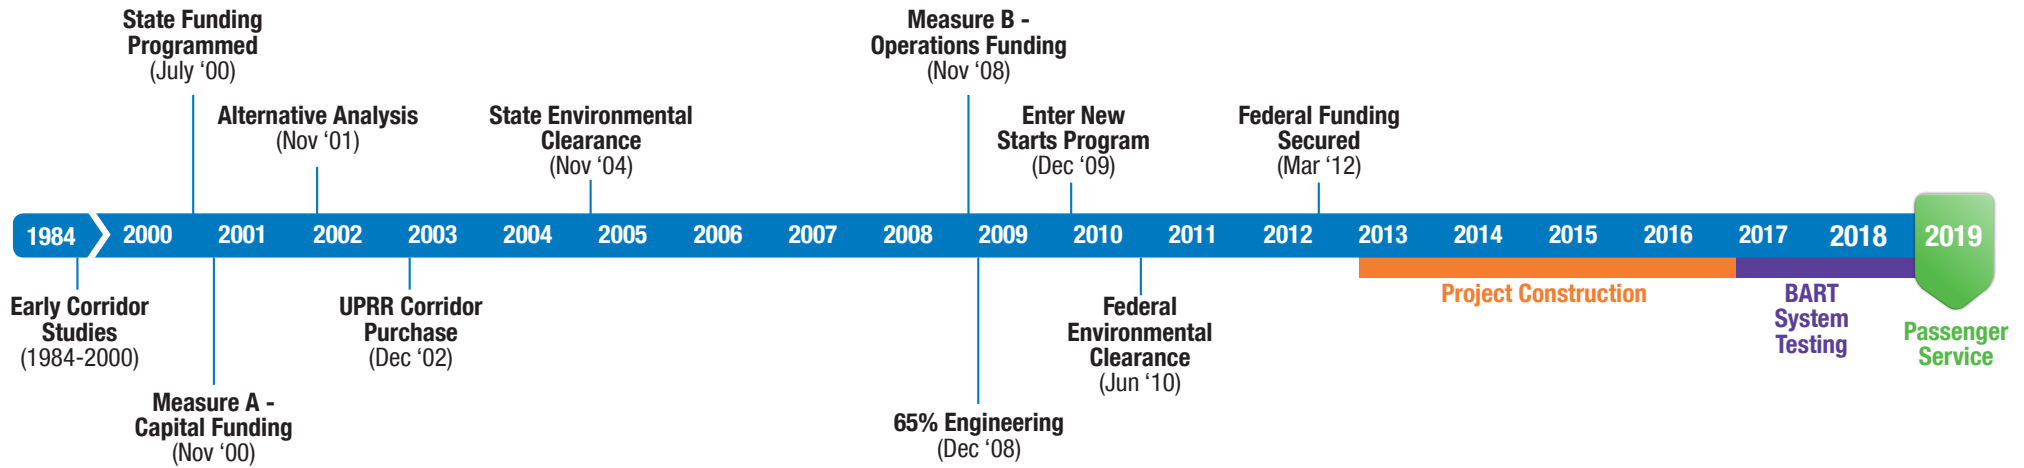 State Funding
Programmed
(July ‘00)
Measure B -
Operations Funding
(Nov ‘08)
Alternative Analysis
(Nov ‘01)
State Environmental
Clearance
(Nov ‘04)
Enter New
Starts Program
(Dec ‘09)
Federal Funding
Secured
(Mar ‘12)
1984 2000 2001 2002 2003 2004 2005 2006 2007 2008 2009 2010 2011 2012 2013 2014 2015 2016 2017 2018 2019
Early Corridor
Studies
(1984-2000)
UPRR Corridor
Purchase
(Dec ‘02)
Federal
Environmental
Clearance
(Jun ‘10)
Project Construction
BART
System
Testing
Passenger
Service
Measure A -
Capital Funding
(Nov ‘00)
65% Engineering
(Dec ‘08)